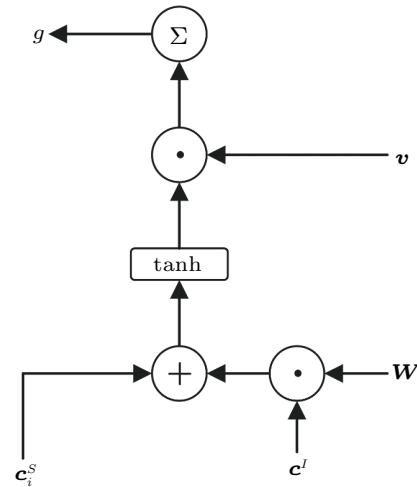 g Σ
· v
tanh
+ · W
c_i^S c^I